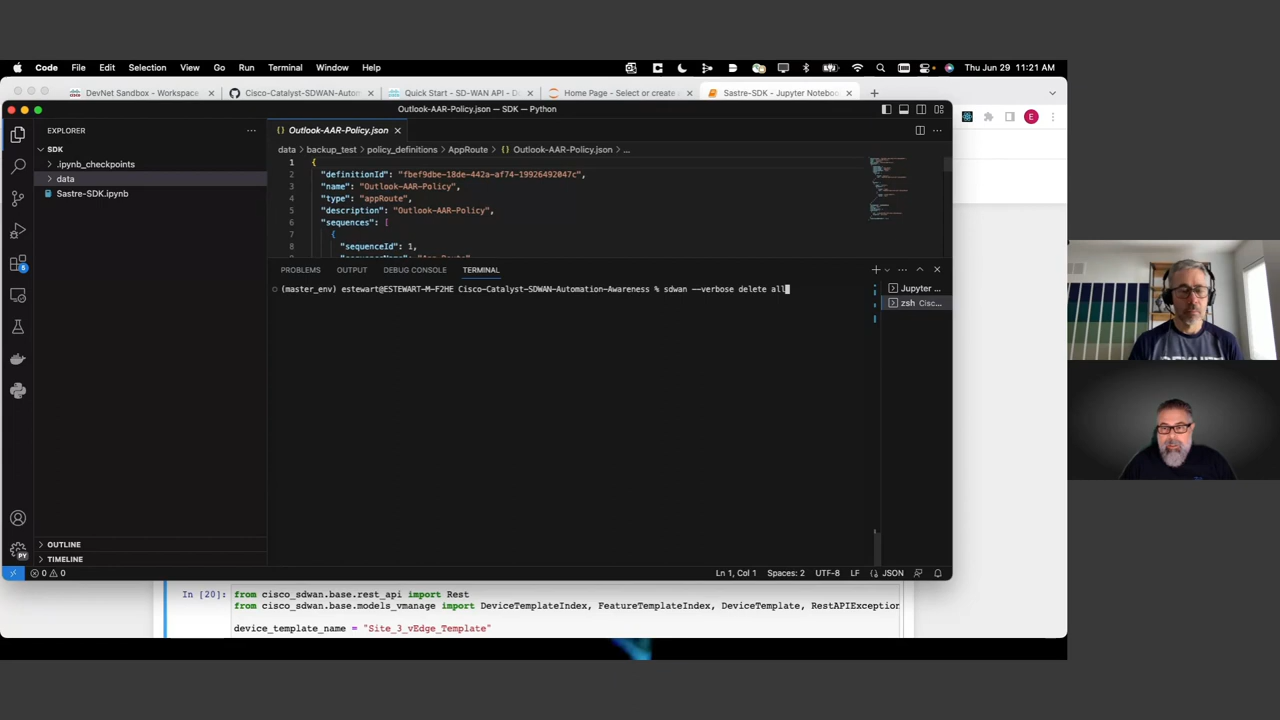 Code File Edit Selection View Go Run Terminal Window Help Thu Jun 29 11:21 AM
DevNet Sandbox - Workspace
Cisco-Catalyst-SDWAN-Autom
Quick Start - SD-WAN API - D
Home Page - Select or create
Sastre-SDK - Jupyter Notebo
Outlook-AAR-Policy.json — SDK — Python
E
EXPLORER
SDK
.ipynb_checkpoints
data
Sastre-SDK.ipynb
OUTLINE
TIMELINE
Outlook-AAR-Policy.json
data > backup_test > policy_definitions > AppRoute > {} Outlook-AAR-Policy.json > ...
1 {
2 "definitionId": "fbef9dbe-18de-442a-af74-19926492047c",
3 "name": "Outlook-AAR-Policy",
4 "type": "appRoute",
5 "description": "Outlook-AAR-Policy",
6 "sequences": [
7 {
8 "sequenceId": 1,
PROBLEMS OUTPUT DEBUG CONSOLE TERMINAL
(master_env) estewart@ESTEWART-M-F2HE Cisco-Catalyst-SDWAN-Automation-Awareness % sdwan --verbose delete all
Jupyter ...
zsh Cisc...
5
PY
0 0
Ln 1, Col 1 Spaces: 2 UTF-8 LF {} JSON
In [20]: from cisco_sdwan.base.rest_api import Rest
from cisco_sdwan.base.models_vmanage import DeviceTemplateIndex, FeatureTemplateIndex, DeviceTemplate, RestAPIException
device_template_name = "Site_3_vEdge_Template"